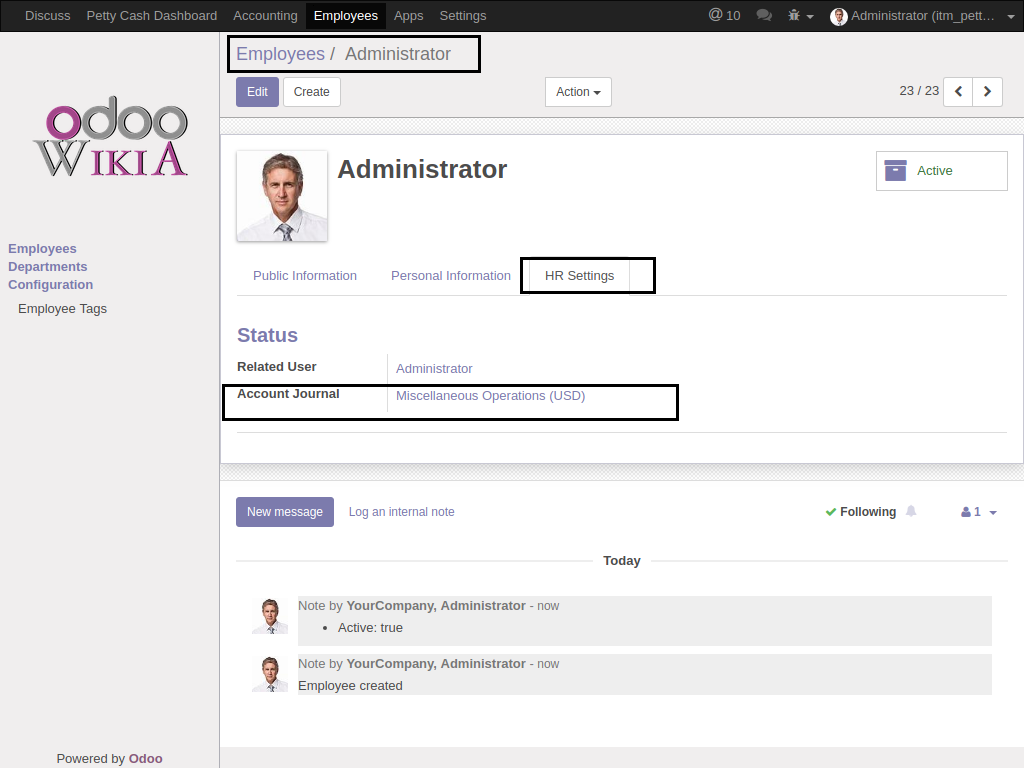 Discuss Petty Cash Dashboard Accounting Employees Apps Settings @ 10 Administrator (itm_pett...
odoo
WIKIA
Employees
Departments
Configuration
Employee Tags
Powered by Odoo
Employees / Administrator
Edit Create Action 23 / 23
Administrator
Active
Public Information Personal Information HR Settings
Status
Related User Administrator
Account Journal Miscellaneous Operations (USD)
New message Log an internal note Following 1
Today
Note by YourCompany, Administrator - now
• Active: true
Note by YourCompany, Administrator - now
Employee created